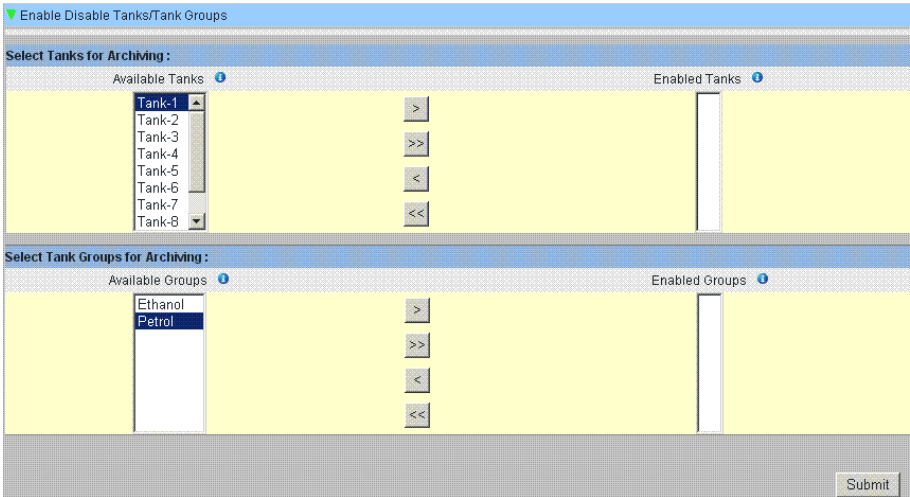 Enable Disable Tanks/Tank Groups
Select Tanks for Archiving :
Available Tanks
Enabled Tanks
Tank-1
Tank-2
Tank-3
Tank-4
Tank-5
Tank-6
Tank-7
Tank-8
>
>>
<
<<
Select Tank Groups for Archiving :
Available Groups
Enabled Groups
Ethanol
Petrol
>
>>
<
<<
Submit